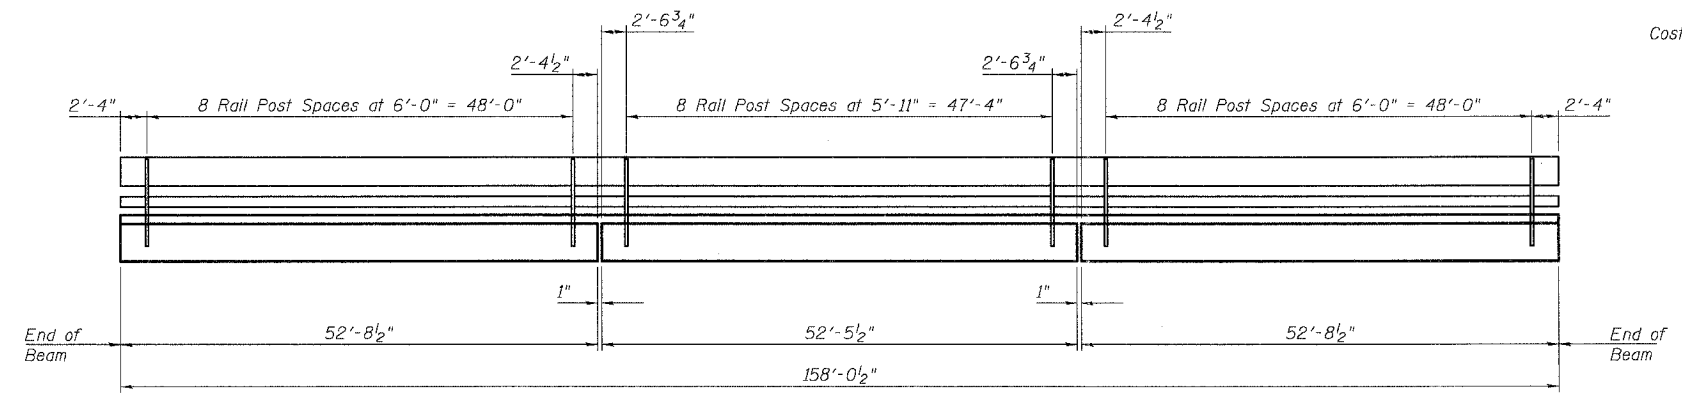 2'-6¾" 2'-4½" Cost
2'-4½" 2'-6¾"
2'-4" 8 Rail Post Spaces at 6'-0" = 48'-0" 8 Rail Post Spaces at 5'-11" = 47'-4" 8 Rail Post Spaces at 6'-0" = 48'-0" 2'-4"
1" 1"
End of Beam 52'-8½" 52'-5½" 52'-8½" End of Beam
158'-0½"